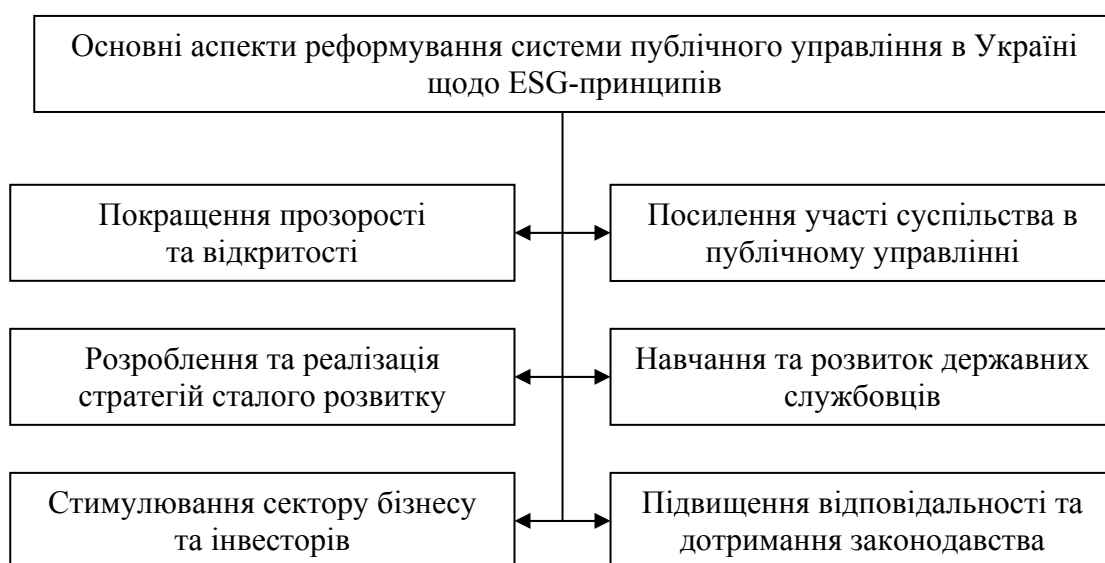 Основні аспекти реформування системи публічного управління в Україні
щодо ESG-принципів
Покращення прозорості
та відкритості
Посилення участі суспільства в
публічному управлінні
Розроблення та реалізація
стратегій сталого розвитку
Навчання та розвиток державних
службовців
Стимулювання сектору бізнесу
та інвесторів
Підвищення відповідальності та
дотримання законодавства